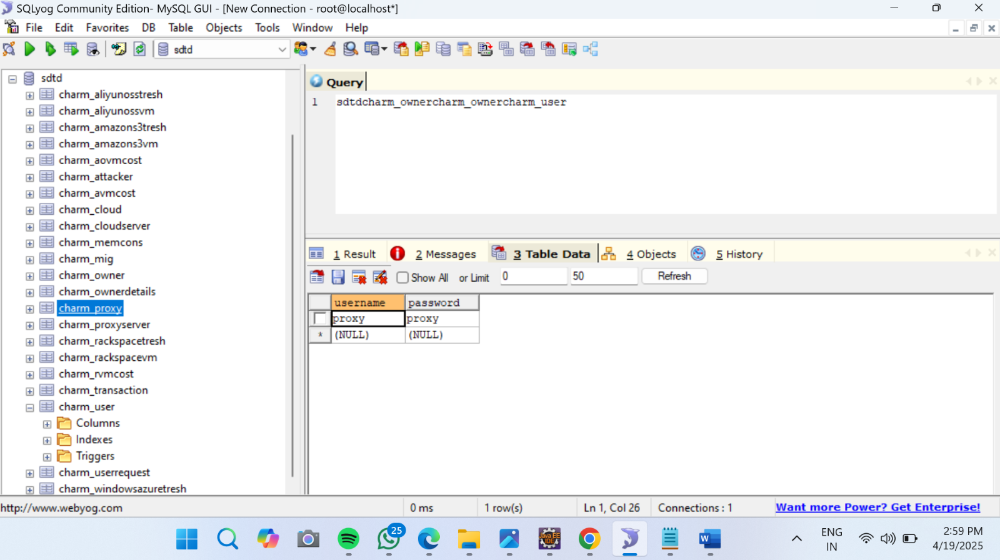 SQLyog Community Edition- MySQL GUI - [New Connection - root@localhost*]
File Edit Favorites DB Table Objects Tools Window Help
sdtd
sdtd
charm_aliyunosstresh
charm_aliyunossvm
charm_amazons3tresh
charm_amazons3vm
charm_aovmcost
charm_attacker
charm_avmcost
charm_cloud
charm_cloudserver
charm_memcons
charm_mig
charm_owner
charm_ownerdetails
charm_proxy
charm_proxyserver
charm_rackspacetresh
charm_rackspacevm
charm_rvmcost
charm_transaction
charm_user
Columns
Indexes
Triggers
charm_userrequest
charm_windowsazuretresh
Query
1 sdtdcharm_ownercharm_ownercharm_user
1 Result 2 Messages 3 Table Data 4 Objects 5 History
Show All or Limit 0 50 Refresh
username password
proxy proxy
* (NULL) (NULL)
http://www.webyog.com 0 ms 1 row(s) Ln 1, Col 26 Connections : 1 Want more Power? Get Enterprise!
25
Java EE
IDE
W
ENG
IN
2:59 PM
4/19/2025